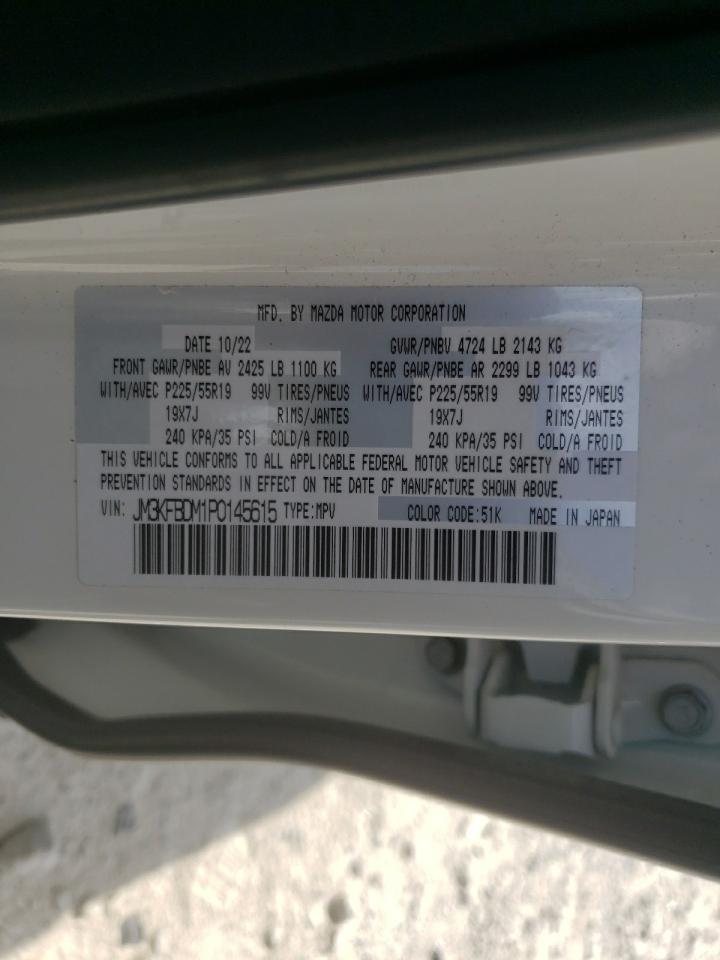 MFD. BY MAZDA MOTOR CORPORATION
DATE 10/22 GVWR/PNBV 4724 LB 2143 KG
FRONT GAWR/PNBE AV 2425 LB 1100 KG REAR GAWR/PNBE AR 2299 LB 1043 KG
WITH/AVEC P225/55R19 99V TIRES/PNEUS WITH/AVEC P225/55R19 99V TIRES/PNEUS
19X7J RIMS/JANTES 19X7J RIMS/JANTES
240 KPA/35 PSI COLD/A FROID 240 KPA/35 PSI COLD/A FROID
THIS VEHICLE CONFORMS TO ALL APPLICABLE FEDERAL MOTOR VEHICLE SAFETY AND THEFT
PREVENTION STANDARDS IN EFFECT ON THE DATE OF MANUFACTURE SHOWN ABOVE.
VIN: JM3KFBDM1P0145615 TYPE:MPV COLOR CODE:51K MADE IN JAPAN